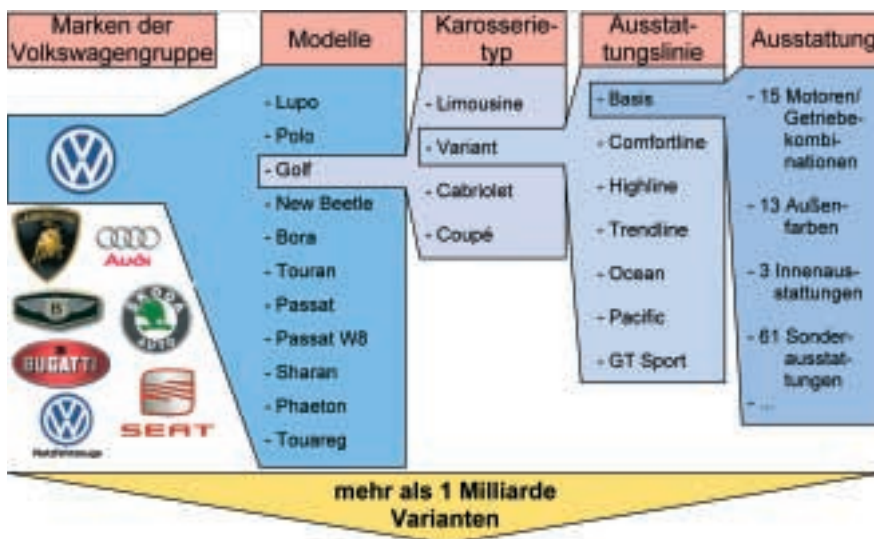 Marken der
Volkswagengruppe
Modelle
Karosserie-
typ
Ausstat-
tungslinie
Ausstattung
- Lupo
- Polo
- Golf
- New Beetle
- Bora
- Touran
- Passat
- Passat W8
- Sharan
- Phaeton
- Touareg
- Limousine
- Variant
- Cabriolet
- Coupé
- Basis
- Comfortline
- Highline
- Trendline
- Ocean
- Pacific
- GT Sport
- 15 Motoren/
Getriebe-
kombi-
nationen
- 13 Außen-
farben
- 3 Innenaus-
stattungen
- 61 Sonder-
ausstat-
tungen
- ...
Audi
B
SKODA
AUTO
BUGATTI
SEAT
Nutzfahrzeuge
mehr als 1 Milliarde
Varianten